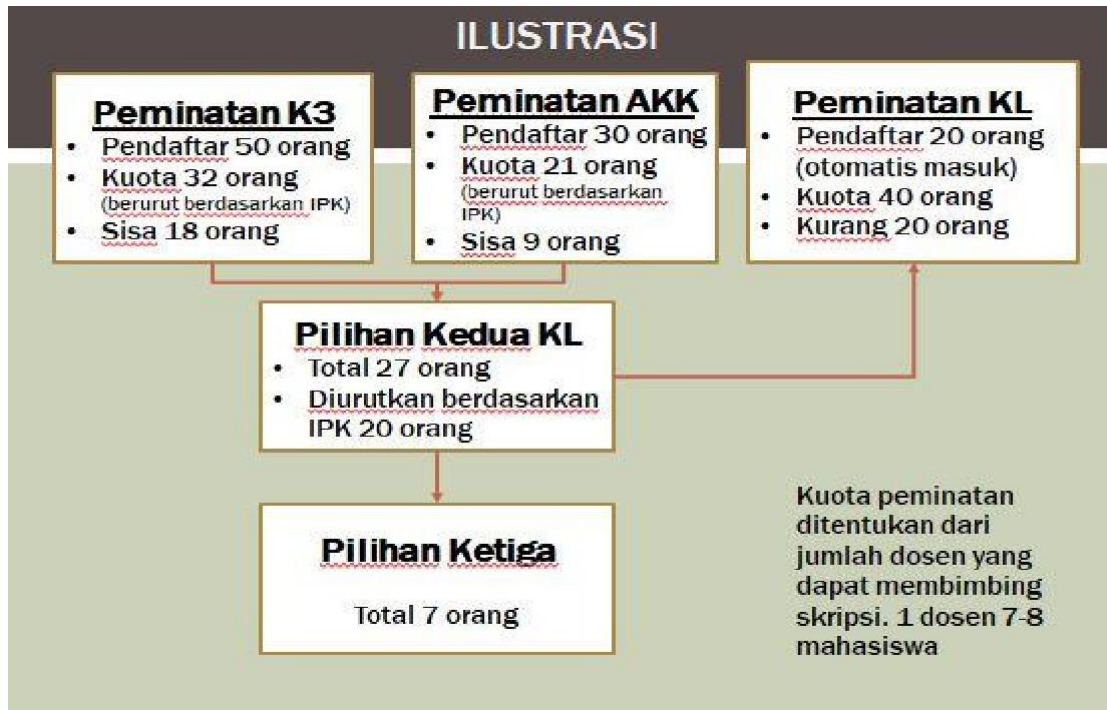 ILUSTRASI
Peminatan K3
• Pendaftar 50 orang
• Kuota 32 orang
(berurut berdasarkan IPK)
• Sisa 18 orang
Peminatan AKK
• Pendaftar 30 orang
• Kuota 21 orang
(berurut berdasarkan
IPK)
• Sisa 9 orang
Peminatan KL
• Pendaftar 20 orang
(otomatis masuk)
• Kuota 40 orang
• Kurang 20 orang
Pilihan Kedua KL
• Total 27 orang
• Diurutkan berdasarkan
IPK 20 orang
Pilihan Ketiga
Total 7 orang
Kuota peminatan
ditentukan dari
jumlah dosen yang
dapat membimbing
skripsi. 1 dosen 7-8
mahasiswa